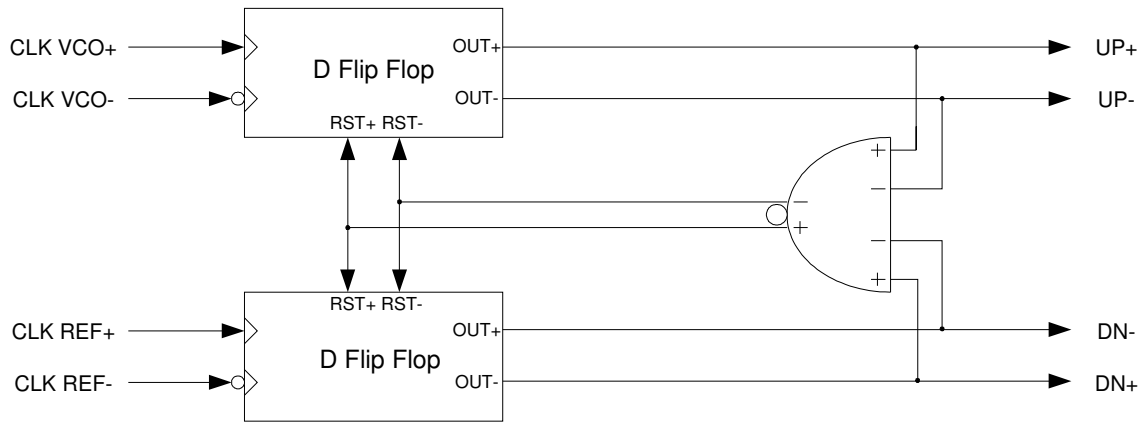 CLK VCO+
CLK VCO-
D Flip Flop
OUT+
OUT-
RST+ RST-
UP+
UP-
+
−
−
+
−
+
CLK REF+
CLK REF-
RST+ RST-
D Flip Flop
OUT+
OUT-
DN-
DN+